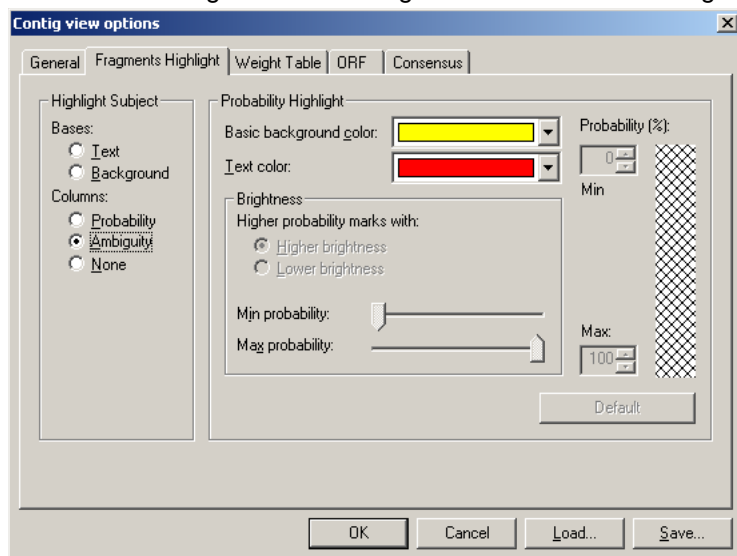 Contig view options
General Fragments Highlight Weight Table ORF Consensus
Highlight Subject
Bases:
Text
Background
Columns:
Probability
Ambiguity
None
Probability Highlight
Basic background color:
Text color:
Brightness
Higher probability marks with:
Higher brightness
Lower brightness
Min probability:
Max probability:
Probability (%):
0
Min
Max:
100
Default
OK Cancel Load... Save...